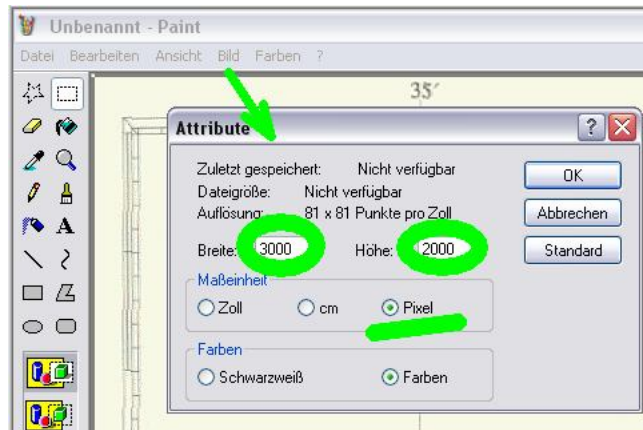 Unbenannt - Paint
Datei Bearbeiten Ansicht Bild Farben ?
35′
Attribute
Zuletzt gespeichert: Nicht verfügbar
Dateigröße: Nicht verfügbar
Auflösung: 81 x 81 Punkte pro Zoll
Breite: 3000 Höhe: 2000
Maßeinheit
Zoll cm Pixel
Farben
Schwarzweiß Farben
OK
Abbrechen
Standard